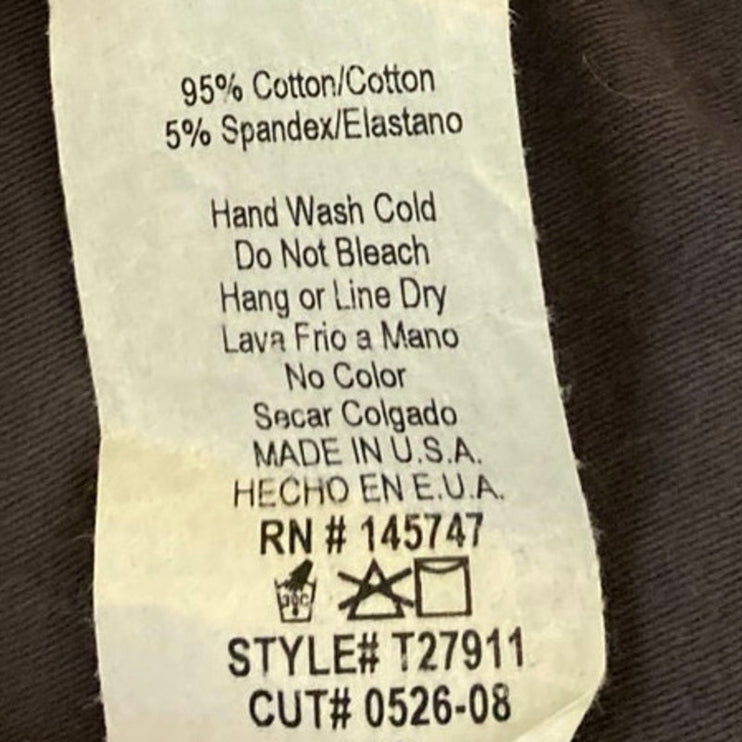 95% Cotton/Cotton
5% Spandex/Elastano
Hand Wash Cold
Do Not Bleach
Hang or Line Dry
Lava Frio a Mano
No Color
Secar Colgado
MADE IN U.S.A.
HECHO EN E.U.A.
RN # 145747
30C
STYLE# T27911
CUT# 0526-08